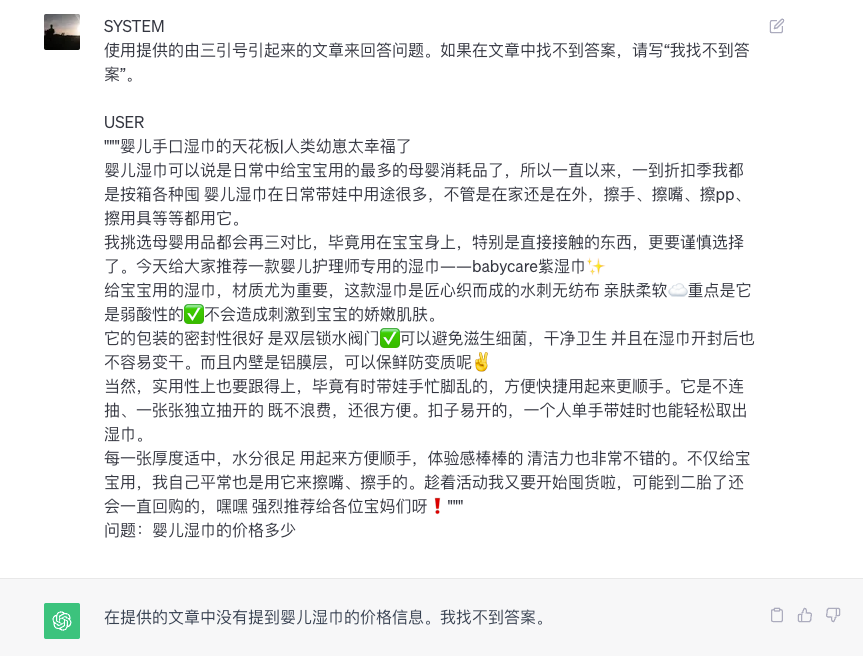 SYSTEM
使用提供的由三引号引起来的文章来回答问题。如果在文章中找不到答案，请写“我找不到答
案”。
USER
"""婴儿手口湿巾的天花板|人类幼崽太幸福了
婴儿湿巾可以说是日常中给宝宝用的最多的母婴消耗品了，所以一直以来，一到折扣季我都
是按箱各种囤 婴儿湿巾在日常带娃中用途很多，不管是在家还是在外，擦手、擦嘴、擦pp、
擦用具等等都用它。
我挑选母婴用品都会再三对比，毕竟用在宝宝身上，特别是直接接触的东西，更要谨慎选择
了。今天给大家推荐一款婴儿护理师专用的湿巾——babycare紫湿巾✨
给宝宝用的湿巾，材质尤为重要，这款湿巾是匠心织而成的水刺无纺布 亲肤柔软☁️重点是它
是弱酸性的✅不会造成刺激到宝宝的娇嫩肌肤。
它的包装的密封性很好 是双层锁水阀门✅可以避免滋生细菌，干净卫生 并且在湿巾开封后也
不容易变干。而且内壁是铝膜层，可以保鲜防变质呢✌️
当然，实用性上也要跟得上，毕竟有时带娃手忙脚乱的，方便快捷用起来更顺手。它是不连
抽、一张张独立抽开的 既不浪费，还很方便。扣子易开的，一个人单手带娃时也能轻松取出
湿巾。
每一张厚度适中，水分很足 用起来方便顺手，体验感棒棒的 清洁力也非常不错的。不仅给宝
宝用，我自己平常也是用它来擦嘴、擦手的。趁着活动我又要开始囤货啦，可能到二胎了还
会一直回购的，嘿嘿 强烈推荐给各位宝妈们呀❗"""
问题：婴儿湿巾的价格多少
在提供的文章中没有提到婴儿湿巾的价格信息。我找不到答案。